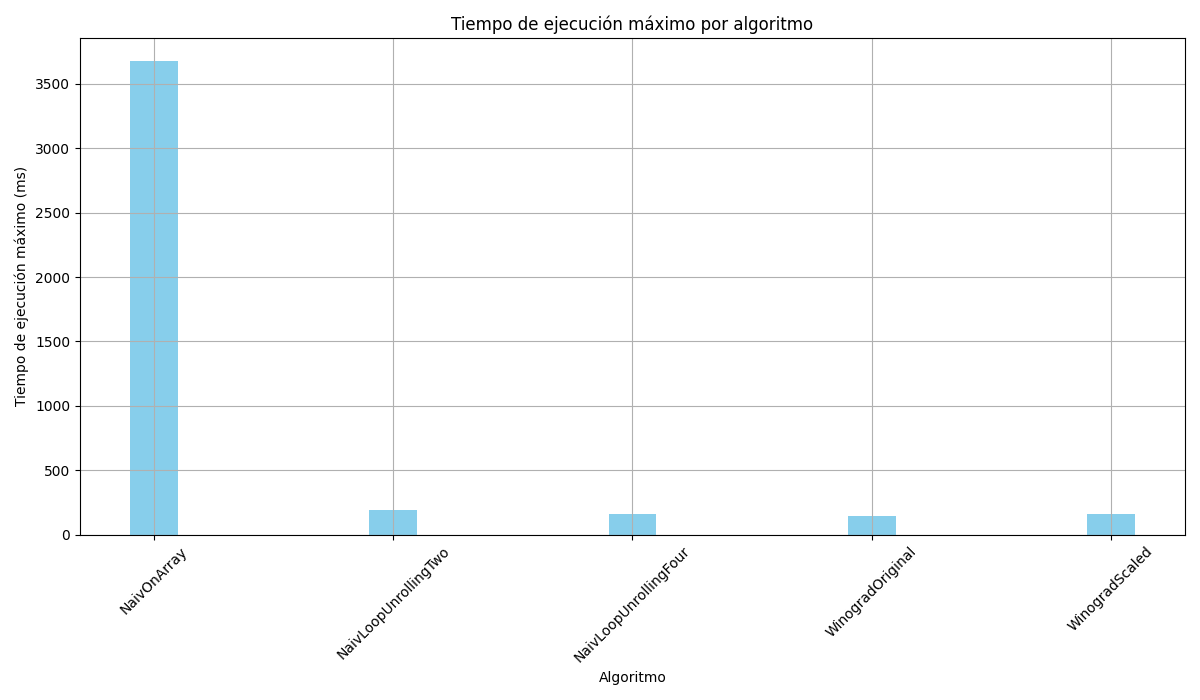 Tiempo de ejecución máximo por algoritmo
Tiempo de ejecución máximo (ms)
3500
3000
2500
2000
1500
1000
500
0
NaivOnArray
NaivLoopUnrollingTwo
NaivLoopUnrollingFour
WinogradOriginal
WinogradScaled
Algoritmo